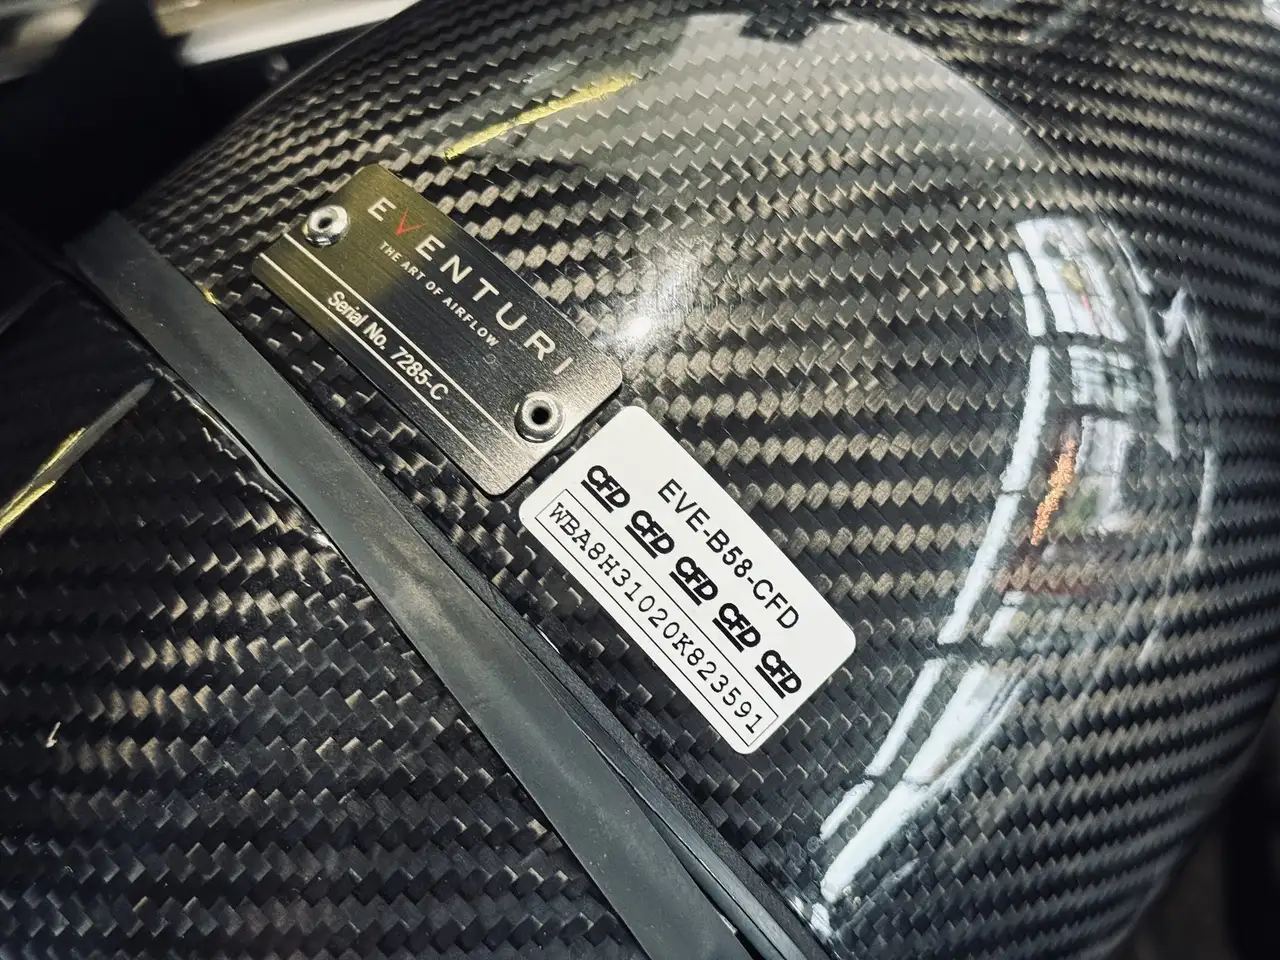 EVENTURI
THE ART OF AIRFLOW
Serial No. 7285-C
EVE-B58-CFD
CFD CFD CFD CFD CFD
WBA8H31020K823591